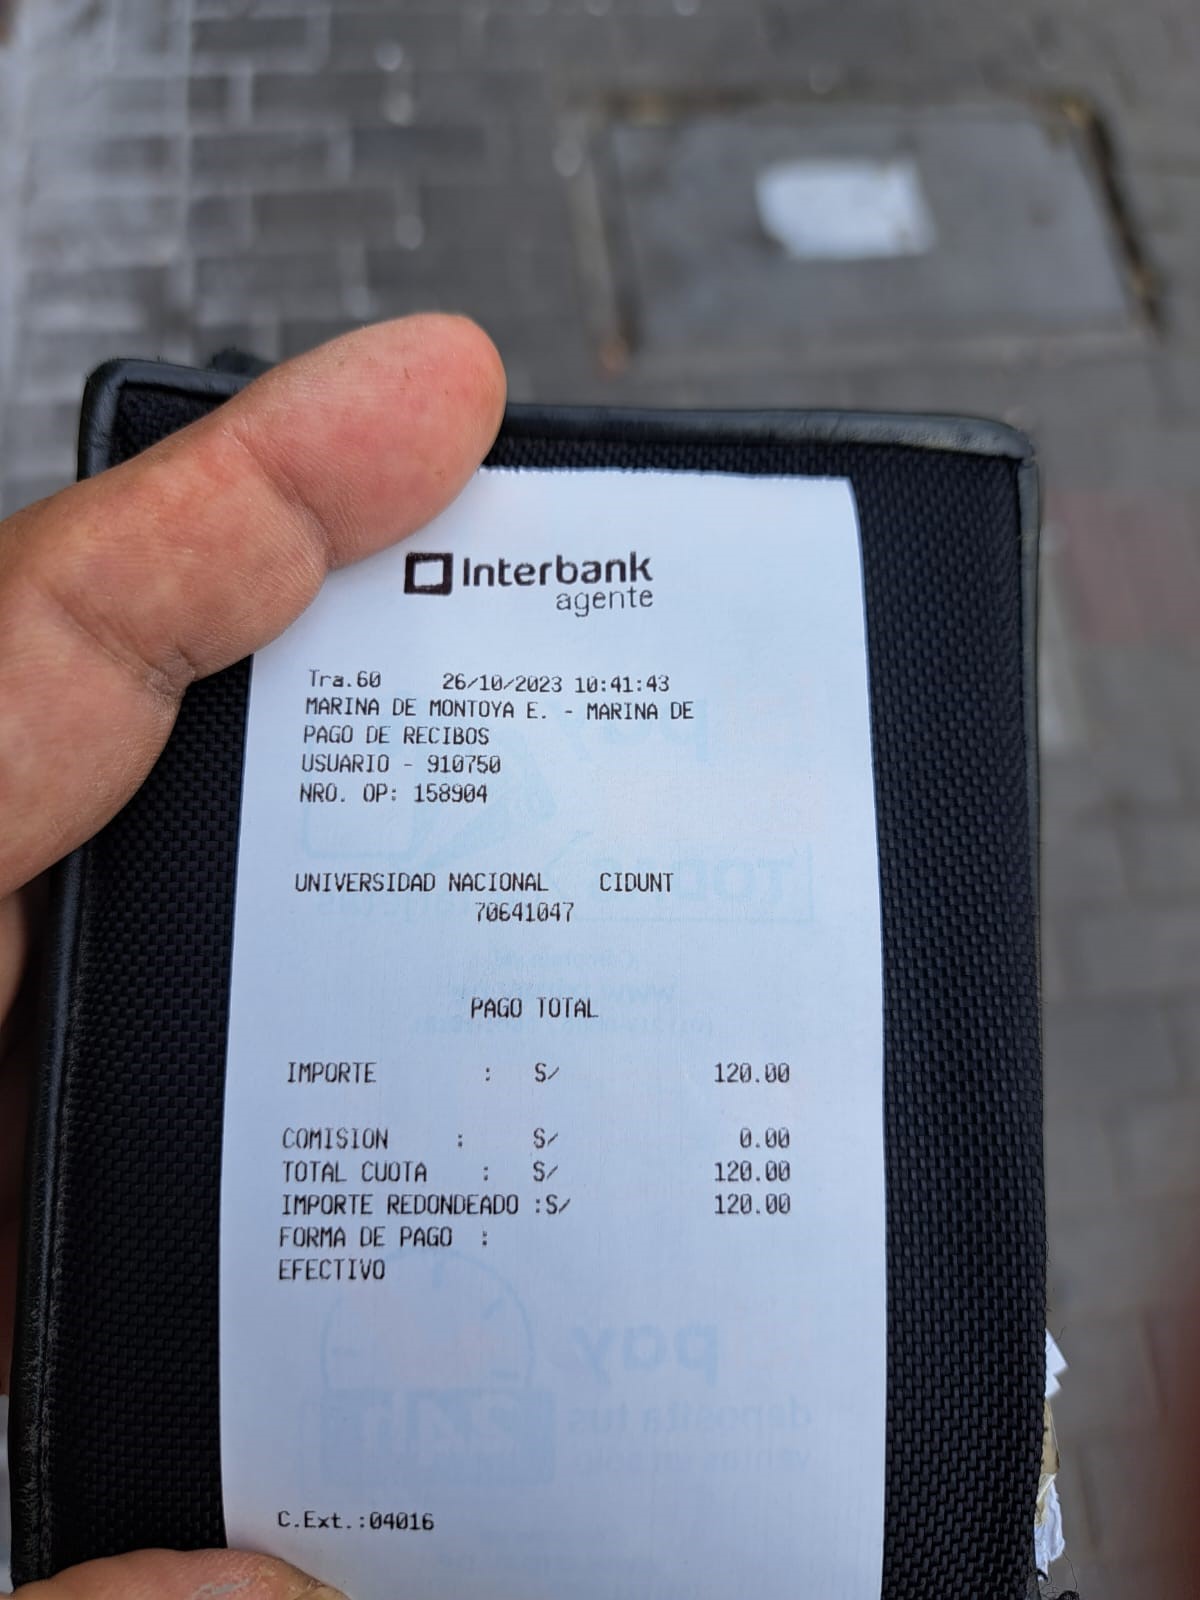 Interbank
agente
Tra.60 26/10/2023 10:41:43
MARINA DE MONTOYA E. - MARINA DE
PAGO DE RECIBOS
USUARIO - 910750
NRO. OP: 158904
UNIVERSIDAD NACIONAL CIDUNT
70641047
PAGO TOTAL
IMPORTE : S/ 120.00
COMISION : S/ 0.00
TOTAL CUOTA : S/ 120.00
IMPORTE REDONDEADO :S/ 120.00
FORMA DE PAGO :
EFECTIVO
C.Ext.:04016